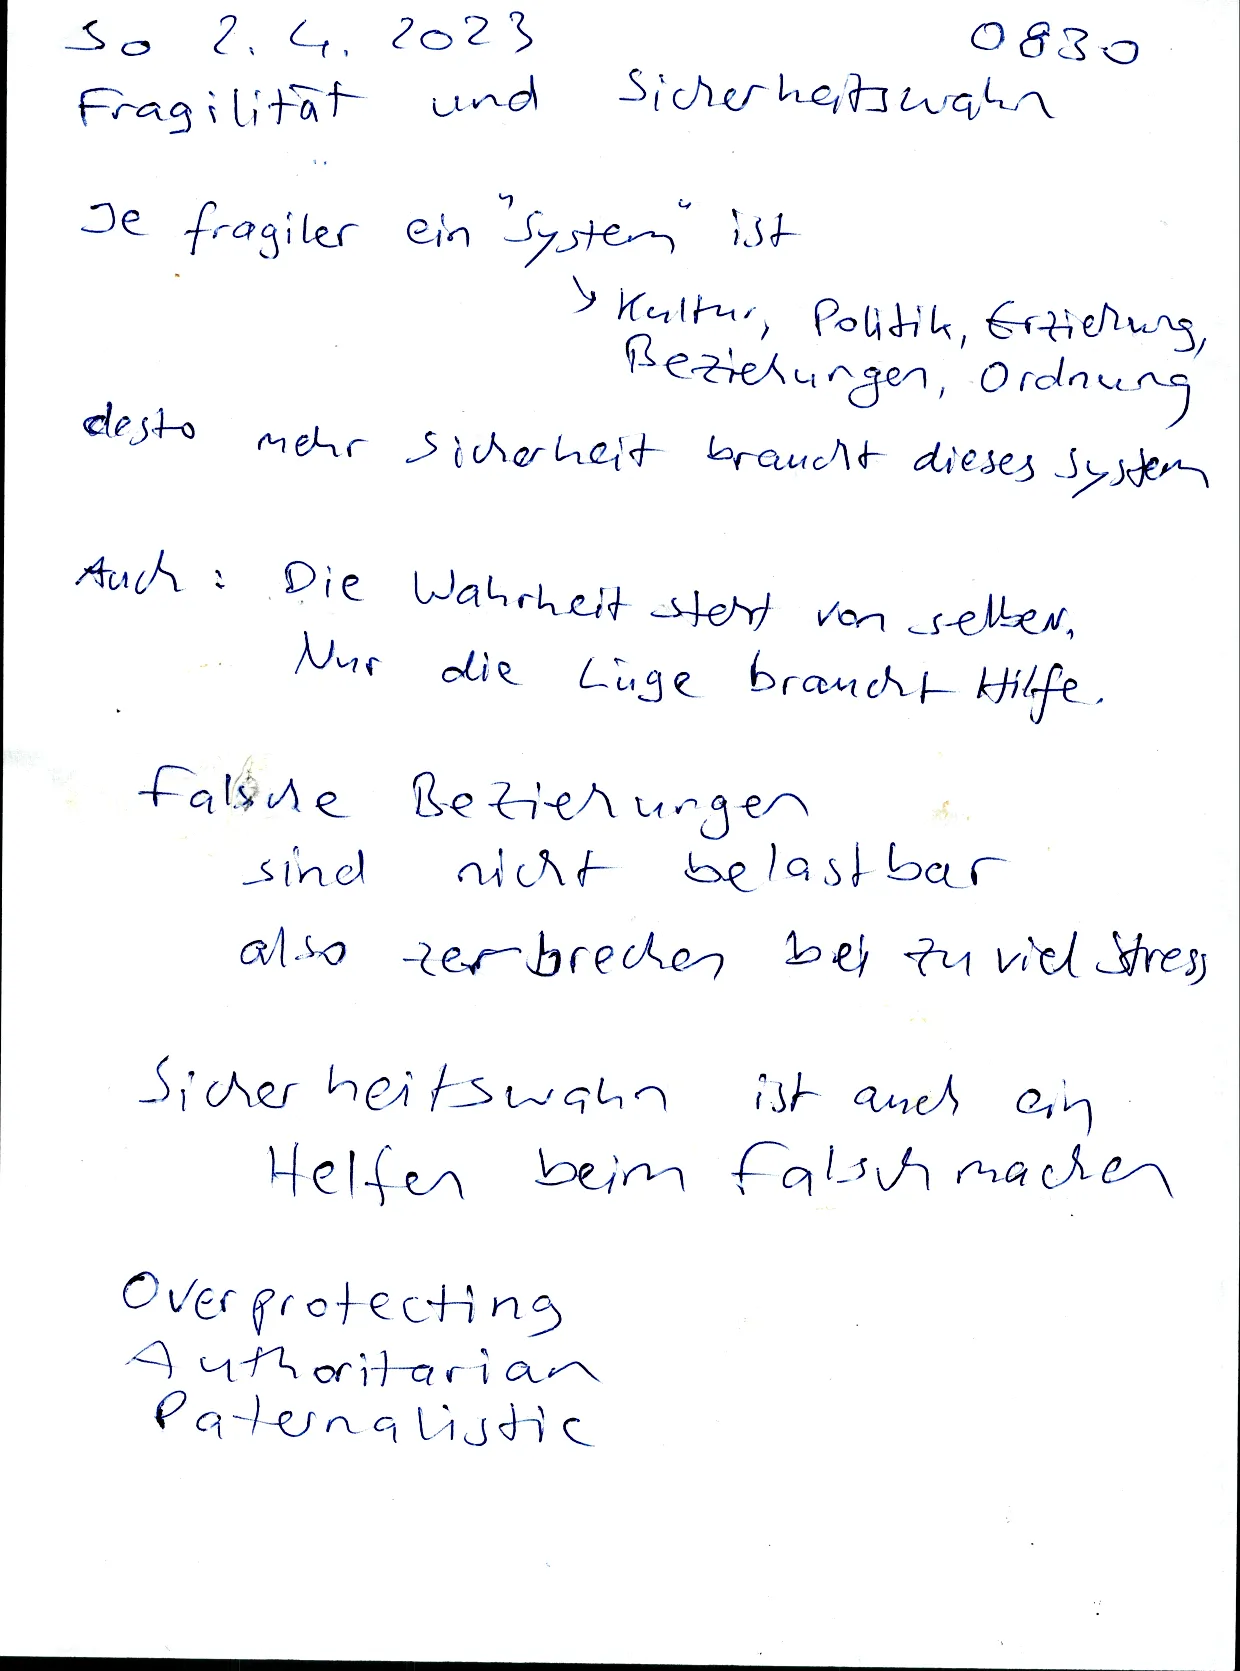 So 2. 4. 2023 0830
Fragilität und Sicherheitswahn
Je fragiler ein "System" ist
↘ Kultur, Politik, Erziehung,
Beziehungen, Ordnung
desto mehr Sicherheit braucht dieses System
Auch : Die Wahrheit steht von selber.
Nur die Lüge braucht Hilfe.
Falsche Beziehungen
sind nicht belastbar
also zerbrechen bei zu viel Stress
Sicherheitswahn ist auch ein
Helfen beim Falschmachen
Overprotecting
Authoritarian
Paternalistic